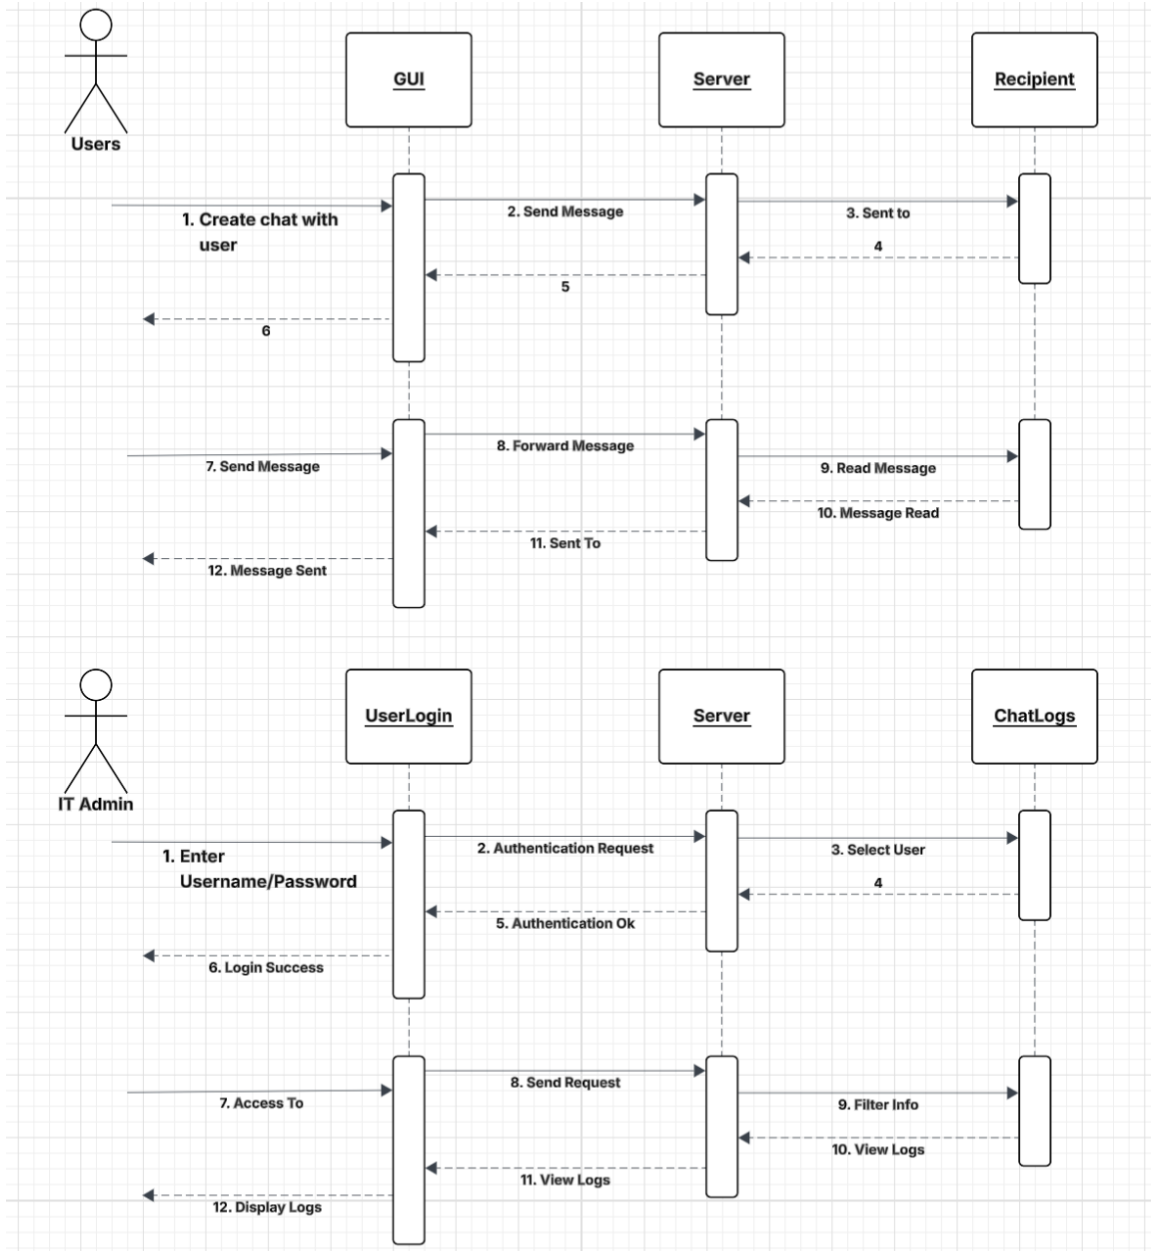 GUI
Server
Recipient
Users
1. Create chat with
user
2. Send Message
3. Sent to
4
5
6
7. Send Message
8. Forward Message
9. Read Message
10. Message Read
11. Sent To
12. Message Sent
UserLogin
Server
ChatLogs
IT Admin
1. Enter
Username/Password
2. Authentication Request
3. Select User
4
5. Authentication Ok
6. Login Success
7. Access To
8. Send Request
9. Filter Info
10. View Logs
11. View Logs
12. Display Logs